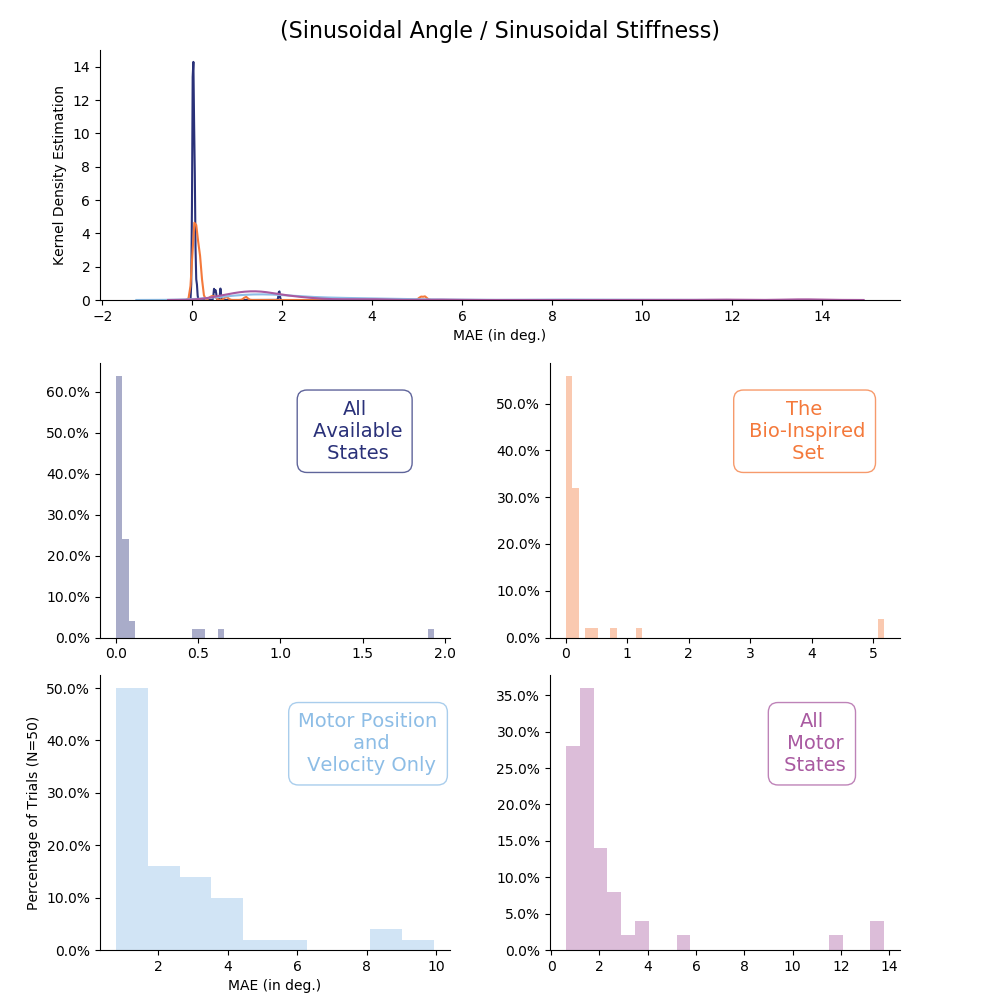 (Sinusoidal Angle / Sinusoidal Stiffness)
Kernel Density Estimation
14
12
10
8
6
4
2
0
−2 0 2 4 6 8 10 12 14
MAE (in deg.)
60.0%
50.0%
40.0%
30.0%
20.0%
10.0%
0.0%
0.0 0.5 1.0 1.5 2.0
All
Available
States
50.0%
40.0%
30.0%
20.0%
10.0%
0.0%
0 1 2 3 4 5
The
Bio-Inspired
Set
Percentage of Trials (N=50)
50.0%
40.0%
30.0%
20.0%
10.0%
0.0%
2 4 6 8 10
MAE (in deg.)
Motor Position
and
Velocity Only
35.0%
30.0%
25.0%
20.0%
15.0%
10.0%
5.0%
0.0%
0 2 4 6 8 10 12 14
All
Motor
States